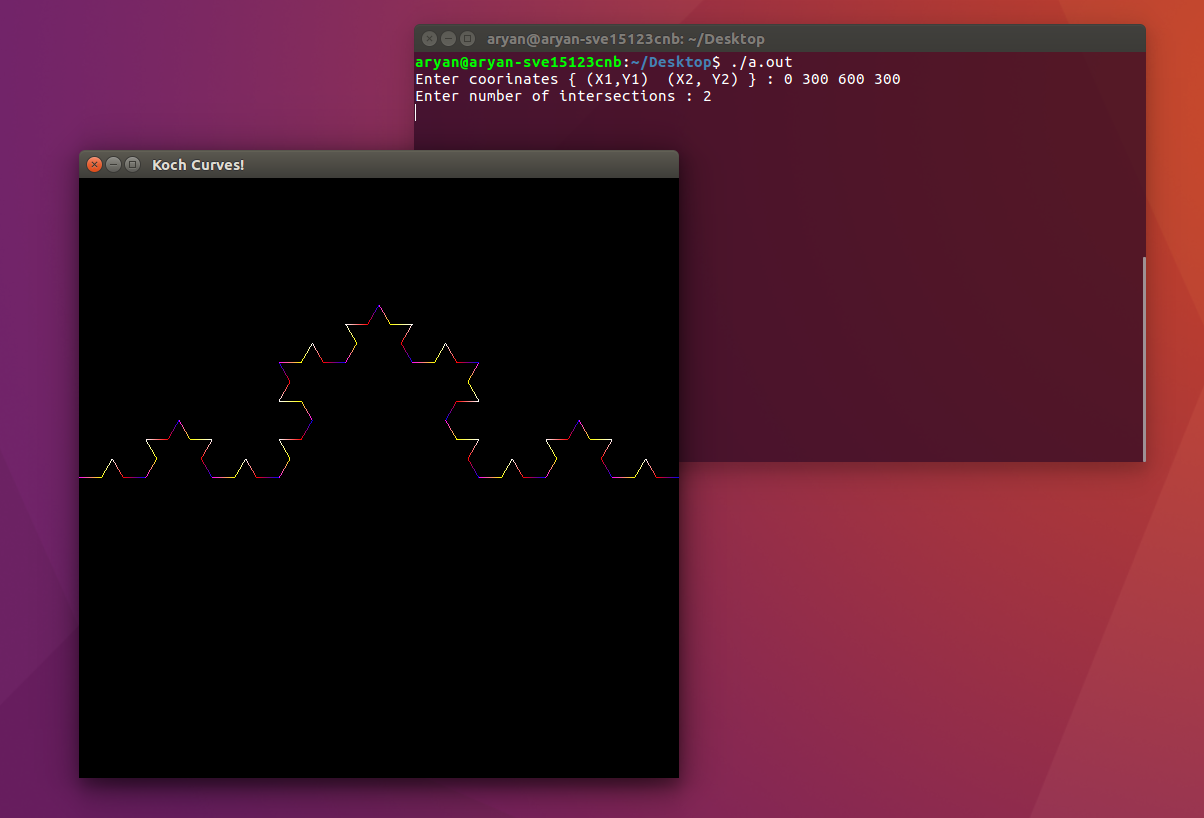 aryan@aryan-sve15123cnb: ~/Desktop
aryan@aryan-sve15123cnb:~/Desktop$ ./a.out
Enter coorinates { (X1,Y1)  (X2, Y2) } : 0 300 600 300
Enter number of intersections : 2
Koch Curves!